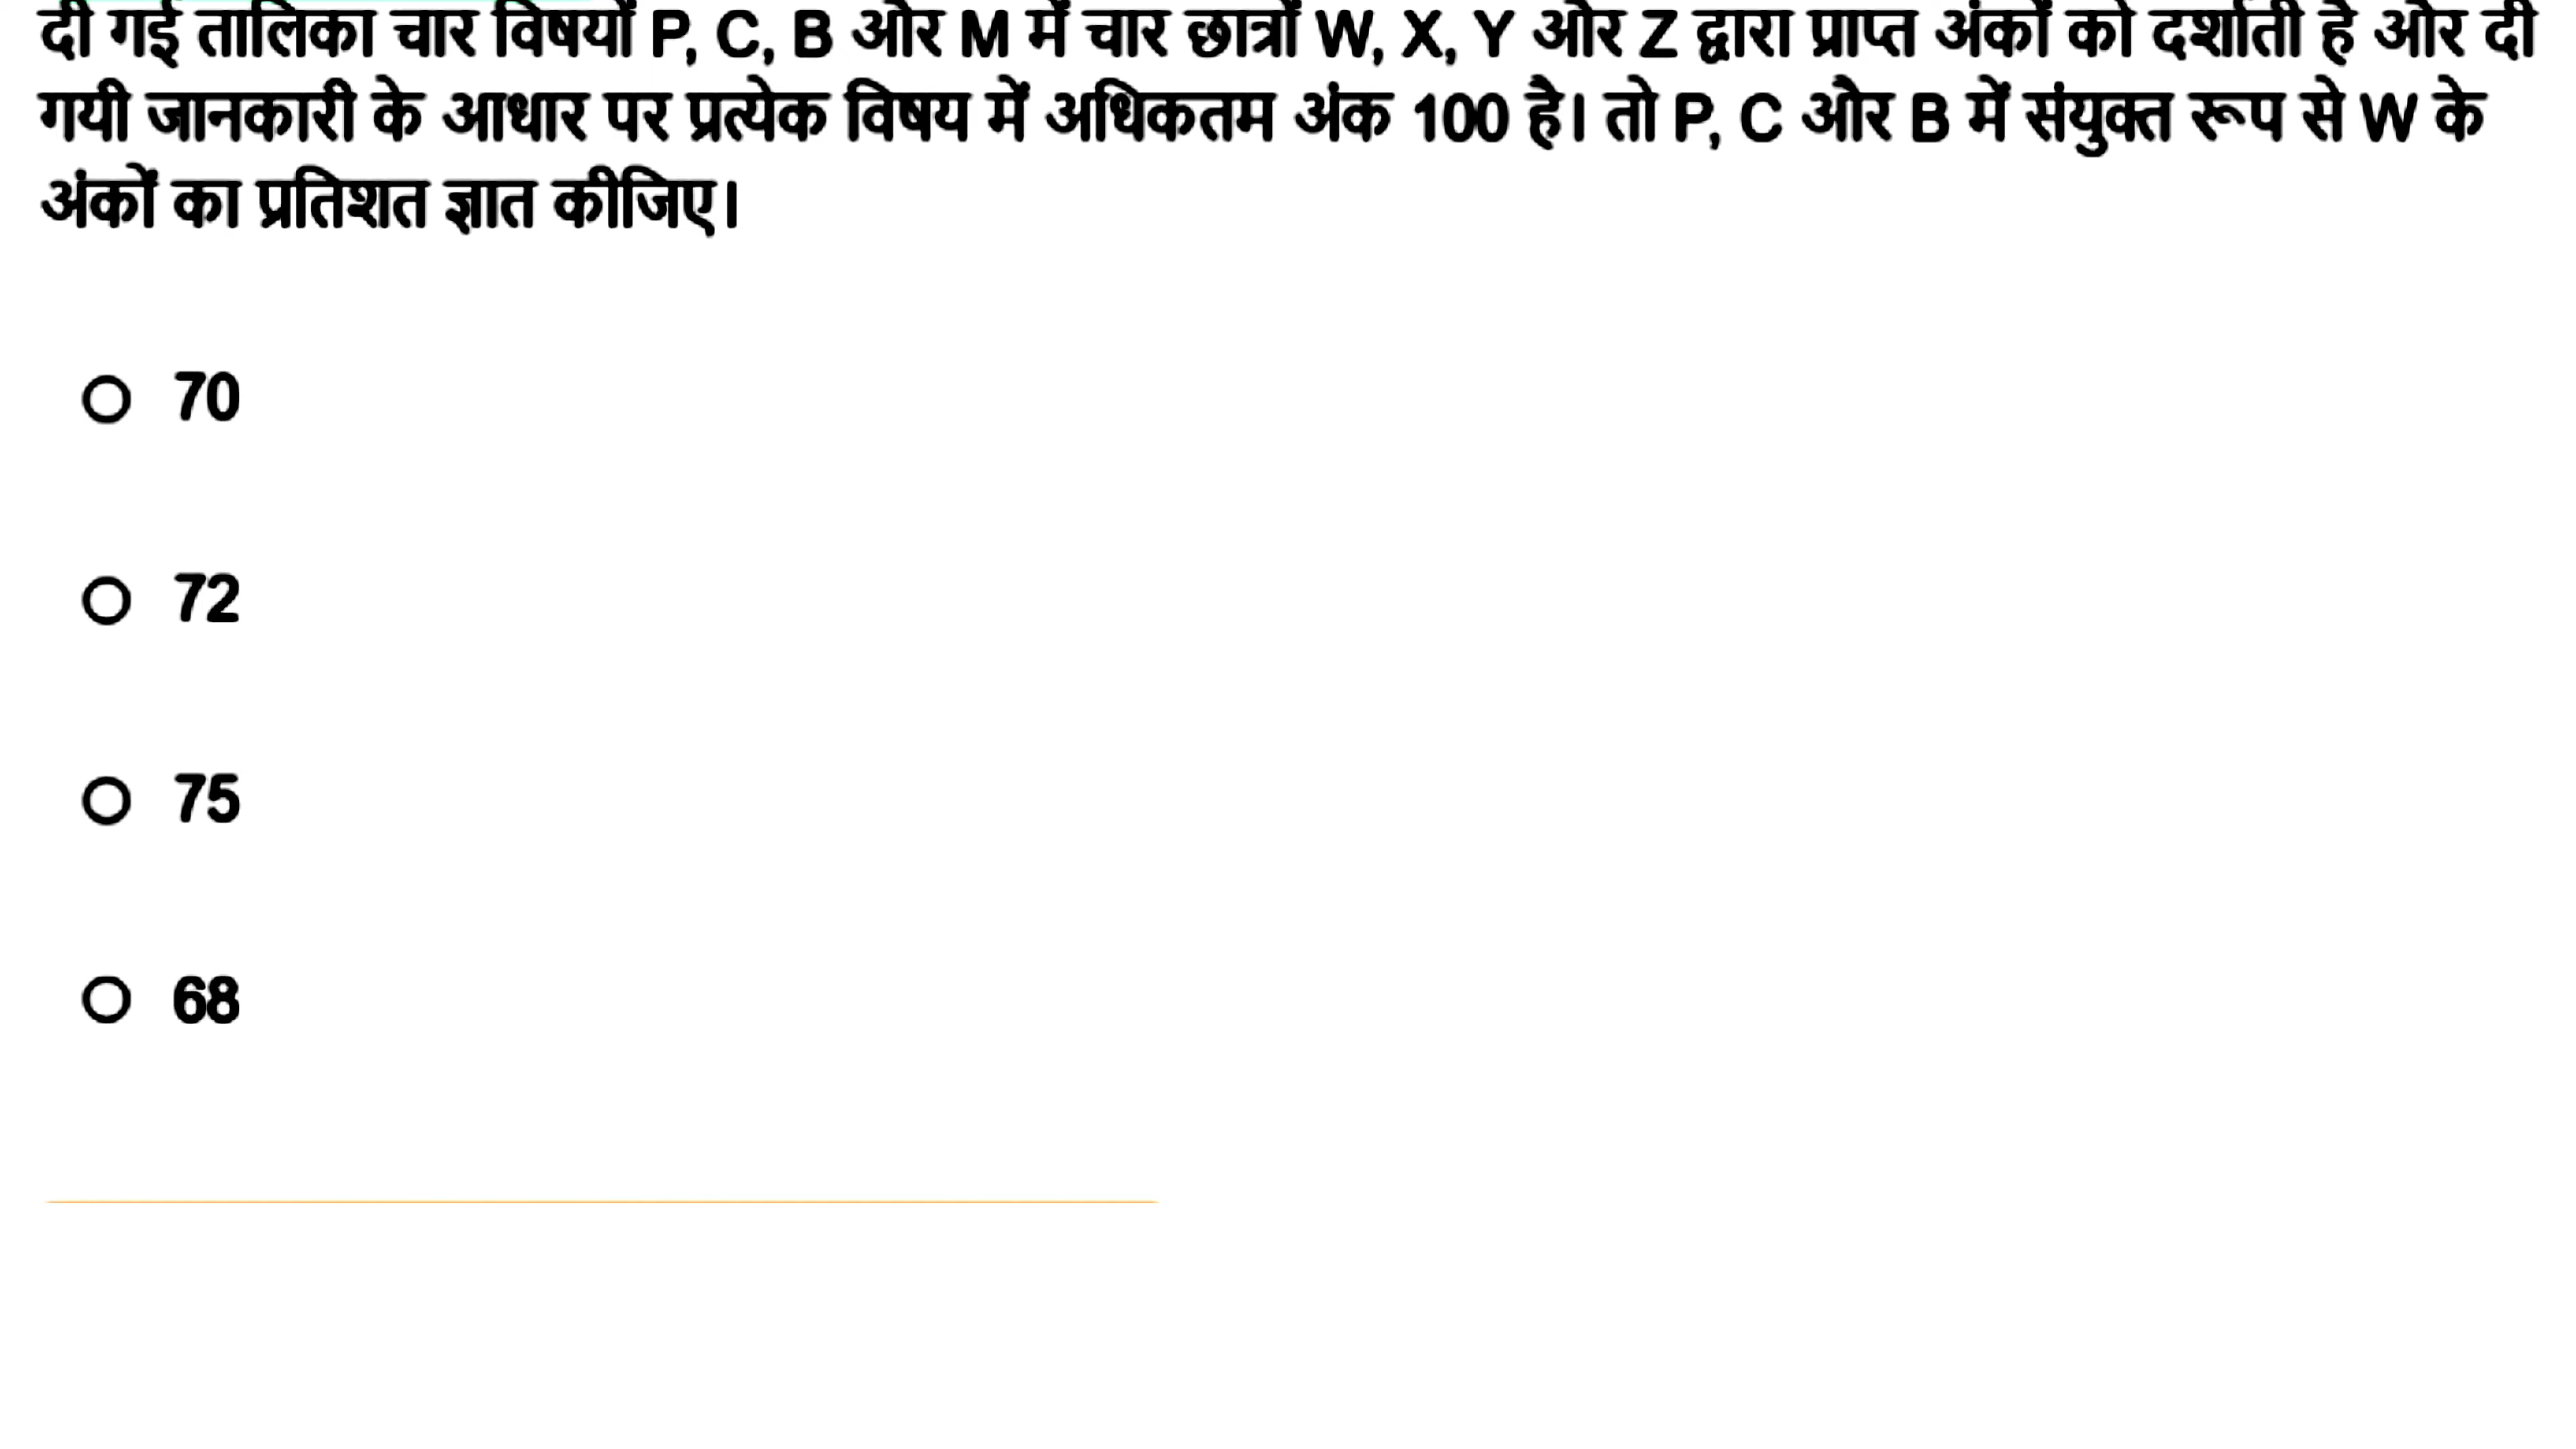 दी गई तालिका चार विषयों P, C, B और M में चार छात्रों W, X, Y और Z द्वारा प्राप्त अंकों को दर्शाती है और दी
गयी जानकारी के आधार पर प्रत्येक विषय में अधिकतम अंक 100 है। तो P, C और B में संयुक्त रूप से W के
अंकों का प्रतिशत ज्ञात कीजिए।
70
72
75
68